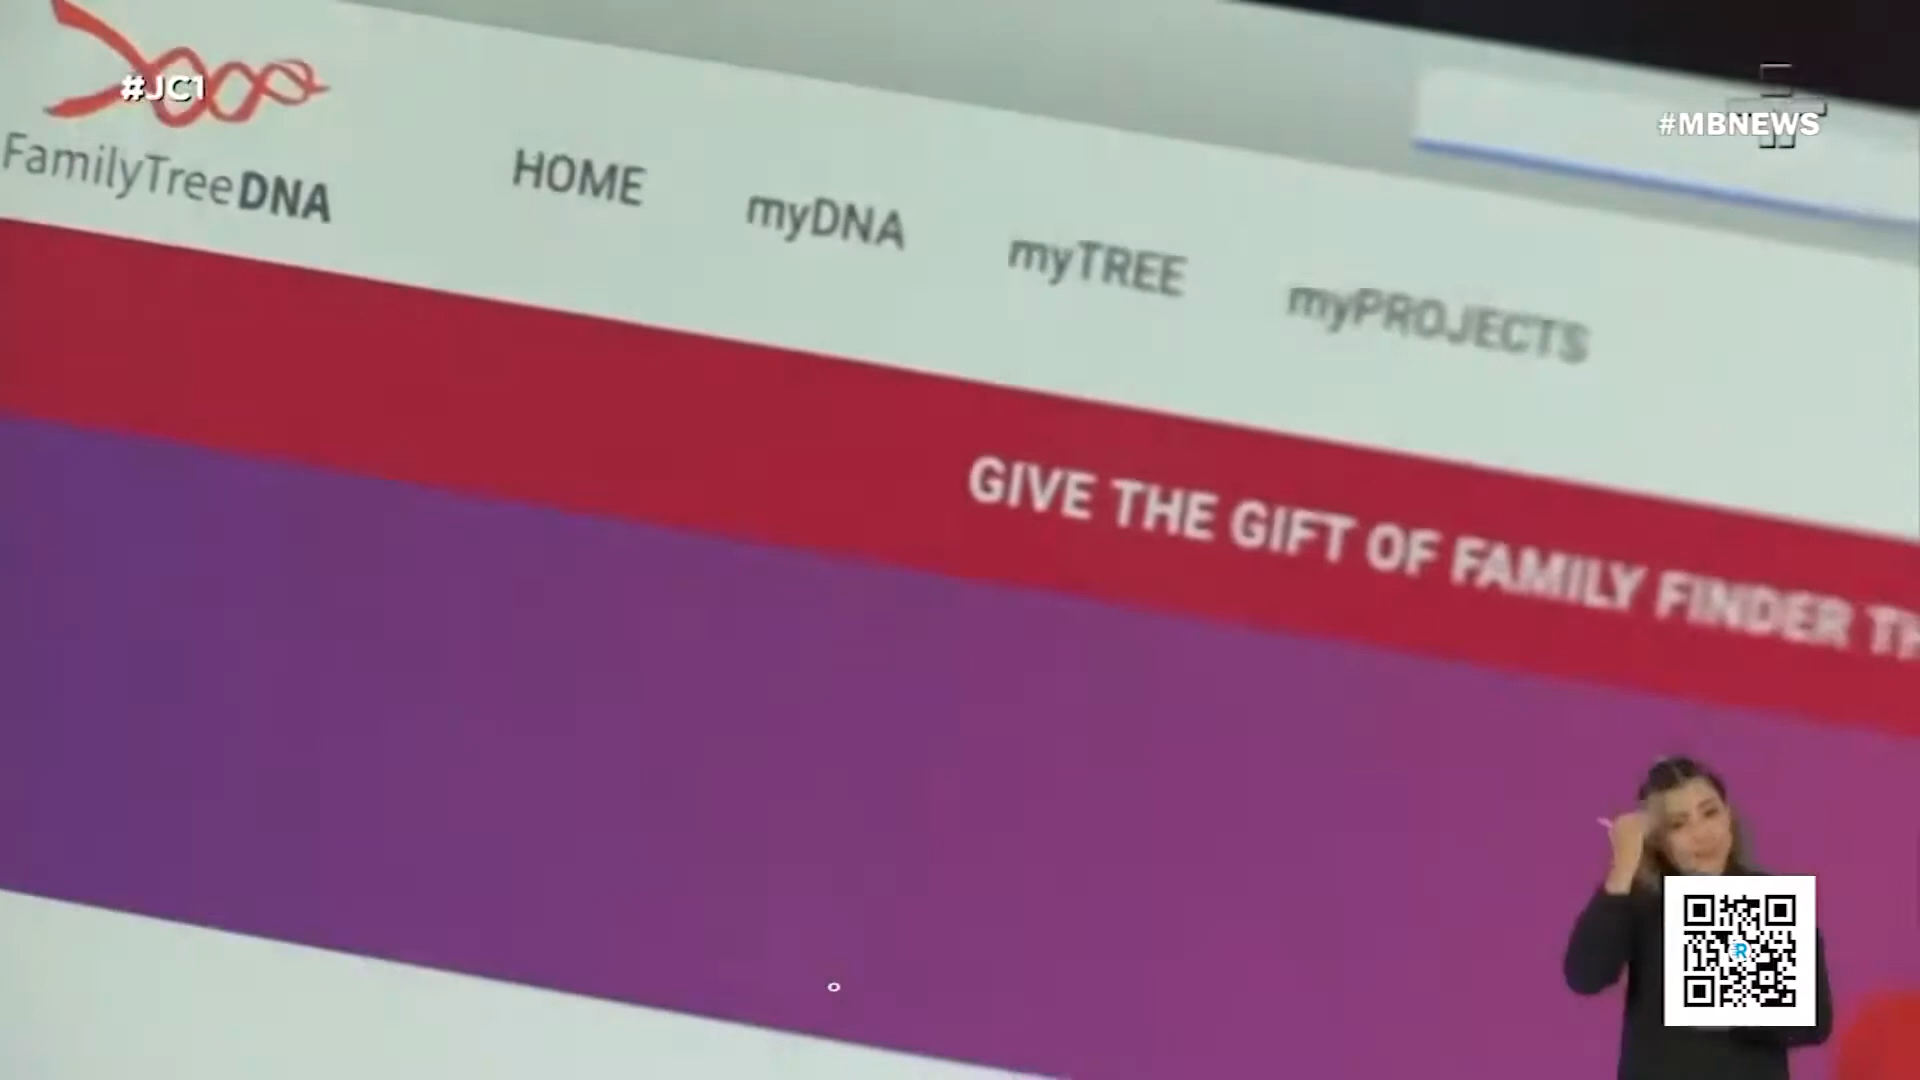 #JC1
#MBNEWS
FamilyTreeDNA
HOME
myDNA
myTREE
myPROJECTS
GIVE THE GIFT OF FAMILY FINDER
R